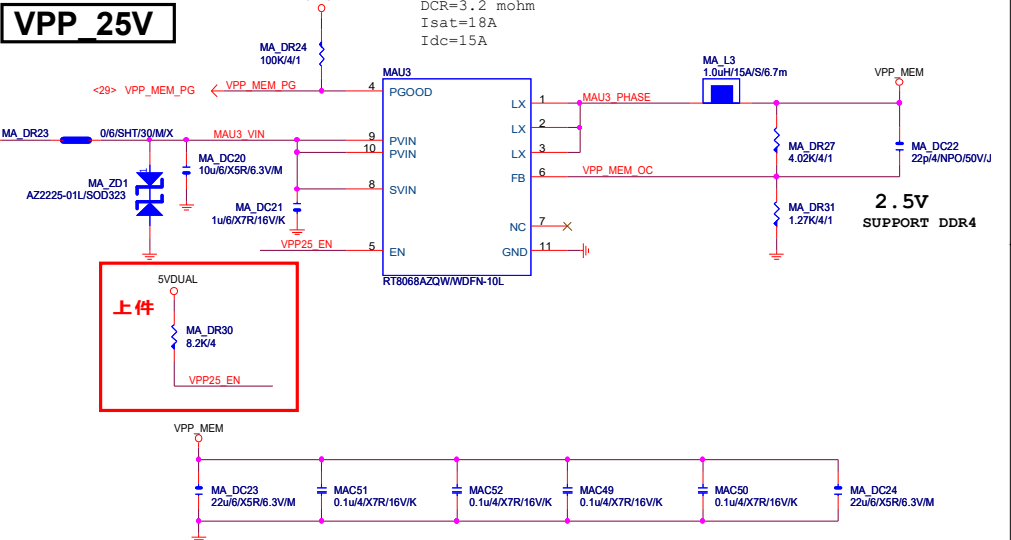 DCR=3.2 mohm
Isat=18A
Idc=15A
VPP_25V
MA_DR24
100K/4/1
MAU3
MA_L3
1.0uH/15A/S/6.7m
VPP_MEM
<29> VPP_MEM_PG
VPP_MEM_PG
4
PGOOD
LX
1
MAU3_PHASE
MA_DR23
0/6/SHT/30/M/X
MAU3_VIN
9
PVIN
10
PVIN
LX
2
LX
3
MA_DR27
4.02K/4/1
MA_DC22
22p/4/NPO/50V/J
MA_DC20
10u/6/X5R/6.3V/M
MA_ZD1
AZ2225-01L/SOD323
1
8
SVIN
FB
6
VPP_MEM_OC
MA_DC21
1u/6/X7R/16V/K
MA_DR31
1.27K/4/1
2.5V
SUPPORT DDR4
NC
7
VPP25_EN
5
EN
GND
11
RT8068AZQW/WDFN-10L
5VDUAL
上件
MA_DR30
8.2K/4
VPP25_EN
VPP_MEM
MA_DC23
22u/6/X5R/6.3V/M
MAC51
0.1u/4/X7R/16V/K
MAC52
0.1u/4/X7R/16V/K
MAC49
0.1u/4/X7R/16V/K
MAC50
0.1u/4/X7R/16V/K
MA_DC24
22u/6/X5R/6.3V/M